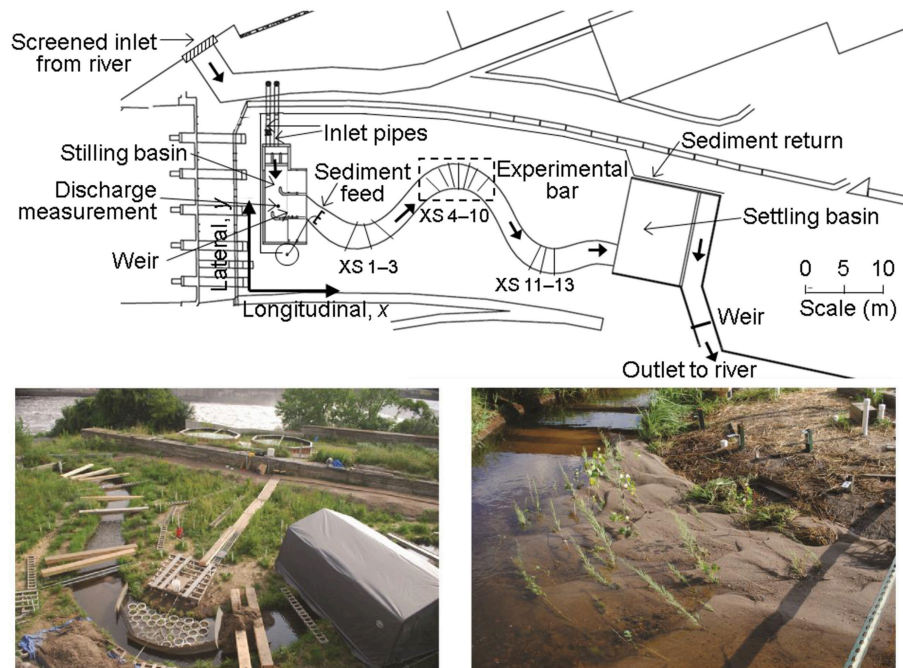 Screened inlet
from river
Inlet pipes
Stilling basin
Sediment
feed
Discharge
measurement
Weir
Lateral, y
Longitudinal, x
XS 1–3
XS 4–10
Experimental
bar
XS 11–13
Sediment return
Settling basin
0 5 10
Scale (m)
Weir
Outlet to river